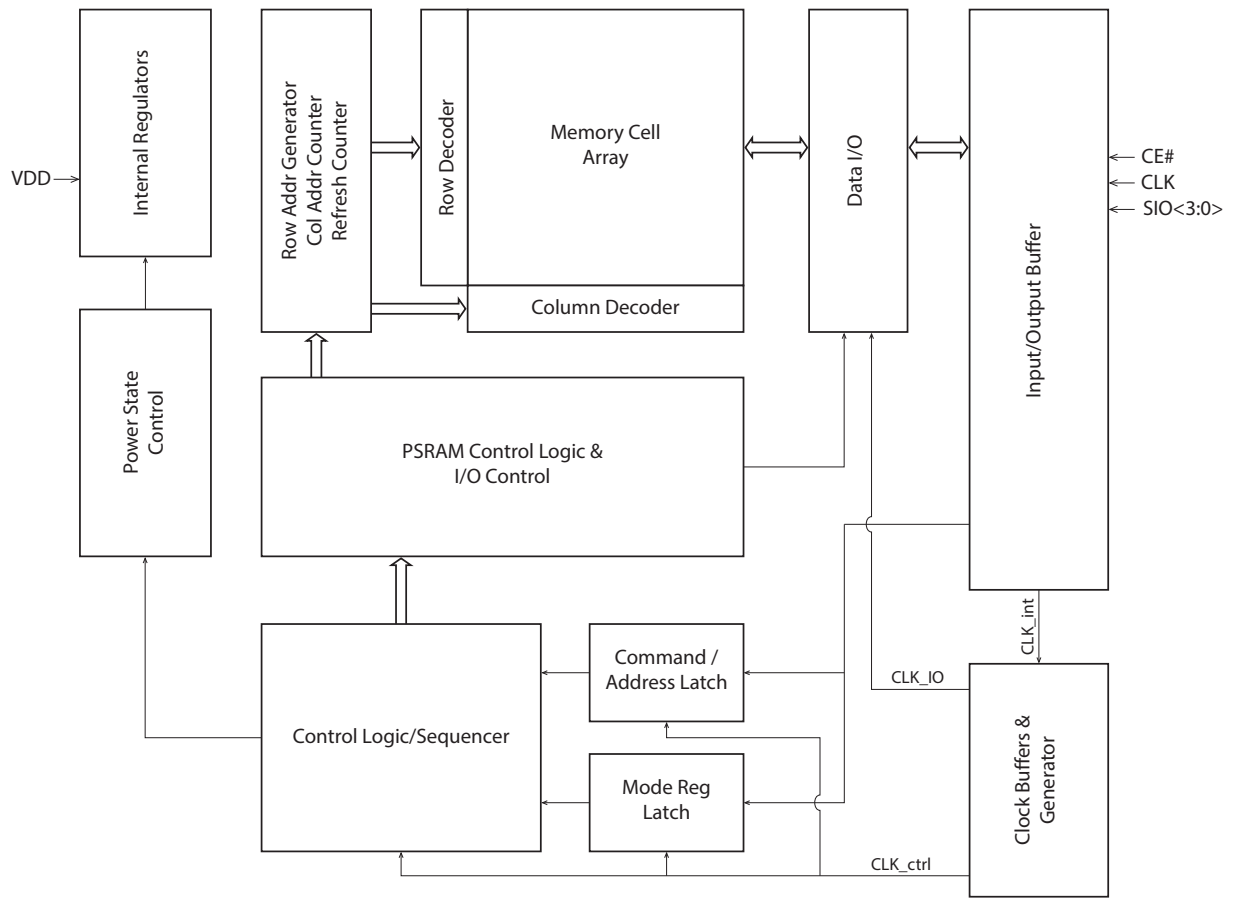 Internal Regulators
VDD
Row Addr Generator
Col Addr Counter
Refresh Counter
Row Decoder
Memory Cell
Array
Column Decoder
Data I/O
Input/Output Buffer
CE#
CLK
SIO<3:0>
Power State
Control
PSRAM Control Logic &
I/O Control
CLK_int
Control Logic/Sequencer
Command /
Address Latch
Mode Reg
Latch
CLK_IO
CLK_ctrl
Clock Buffers &
Generator